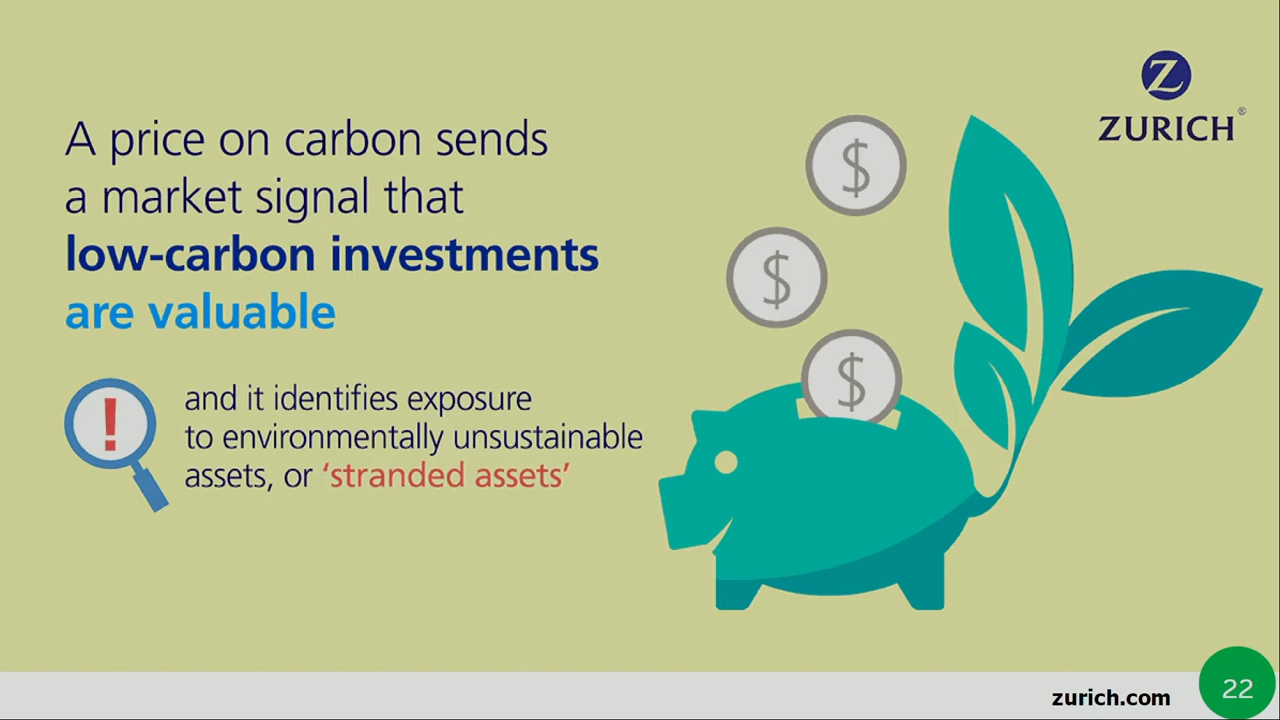 A price on carbon sends
a market signal that
low-carbon investments
are valuable
!
and it identifies exposure
to environmentally unsustainable
assets, or ‘stranded assets’
$
$
$
Z
ZURICH®
zurich.com
22